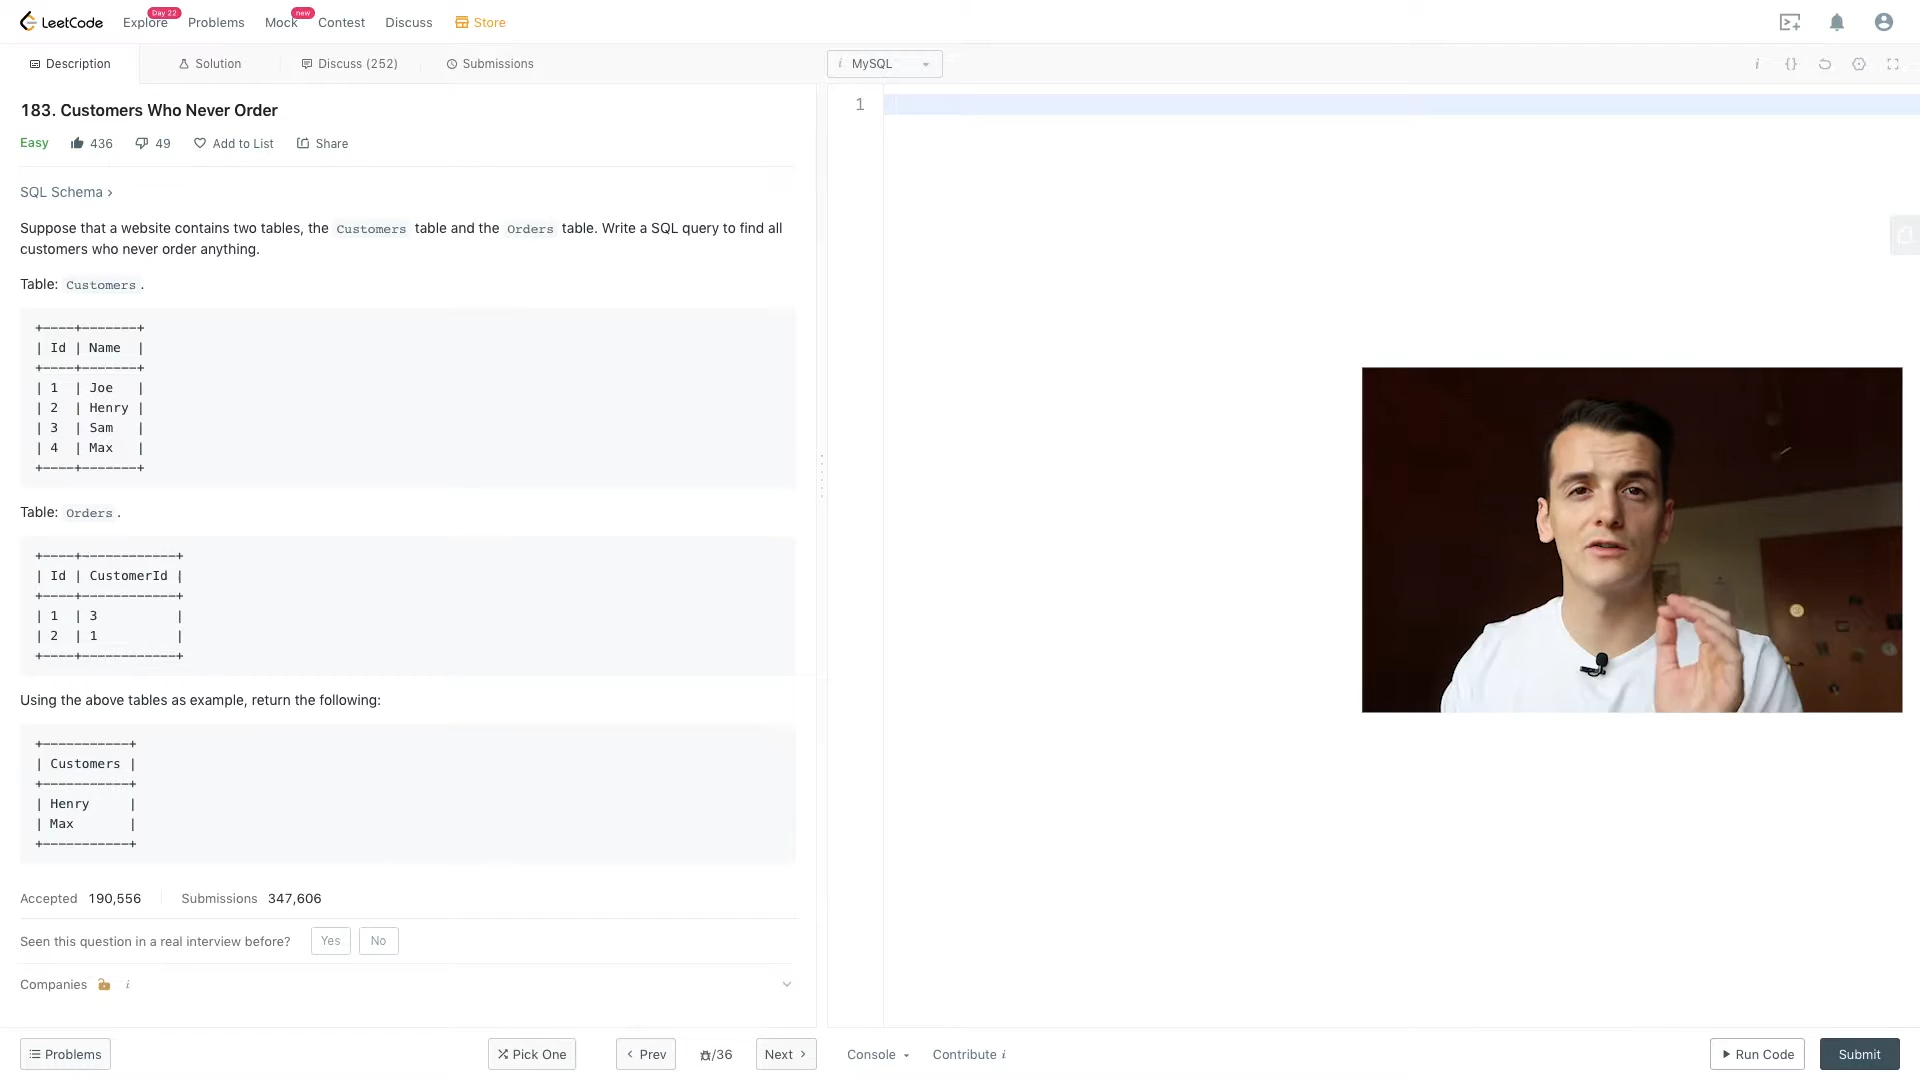 LeetCode
Explore
Day 22
Problems
Mock
new
Contest
Discuss
Store
Description
Solution
Discuss (252)
Submissions
i MySQL
i {}
183. Customers Who Never Order
Easy
436
49
Add to List
Share
SQL Schema ›
Suppose that a website contains two tables, the Customers table and the Orders table. Write a SQL query to find all
customers who never order anything.
Table: Customers.
+----+-------+
| Id | Name  |
+----+-------+
| 1  | Joe   |
| 2  | Henry |
| 3  | Sam   |
| 4  | Max   |
+----+-------+
Table: Orders.
+----+------------+
| Id | CustomerId |
+----+------------+
| 1  | 3          |
| 2  | 1          |
+----+------------+
Using the above tables as example, return the following:
+-----------+
| Customers |
+-----------+
| Henry     |
| Max       |
+-----------+
Accepted 190,556
Submissions 347,606
Seen this question in a real interview before?
Yes
No
Companies i
1
Problems
Pick One
‹ Prev
/36
Next ›
Console
Contribute i
Run Code
Submit